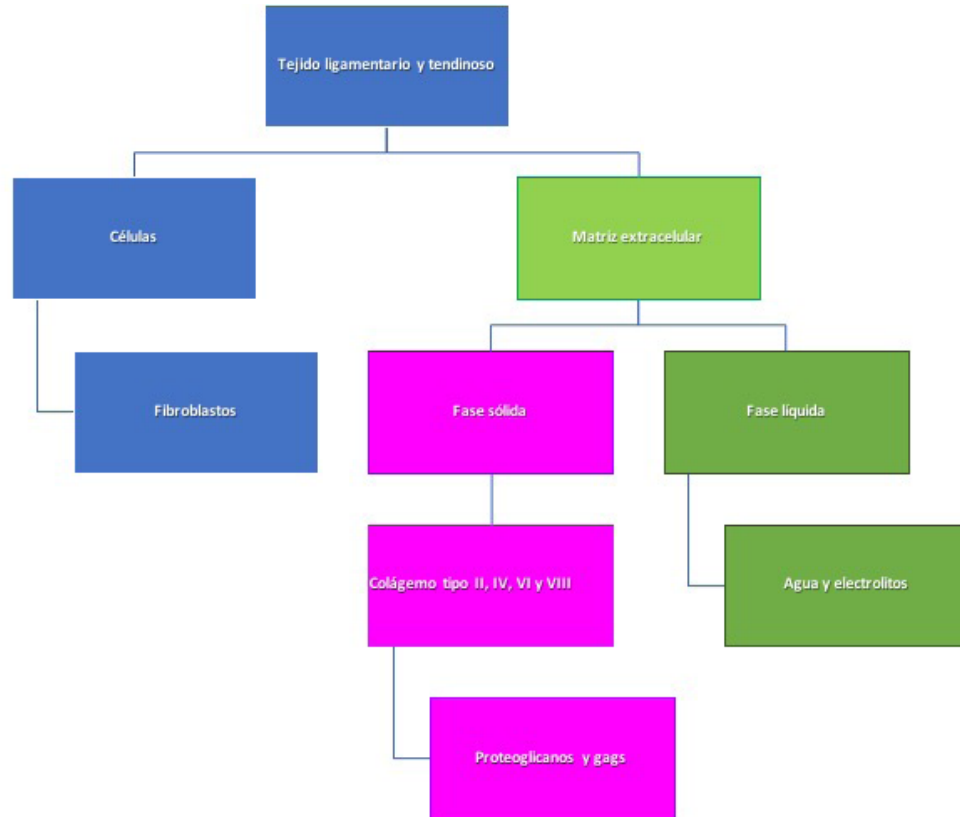 Tejido ligamentario y tendinoso
Células
Matriz extracelular
Fibroblastos
Fase sólida
Fase líquida
Colágemo tipo II, IV, VI y VIII
Agua y electrolitos
Proteoglicanos y gags